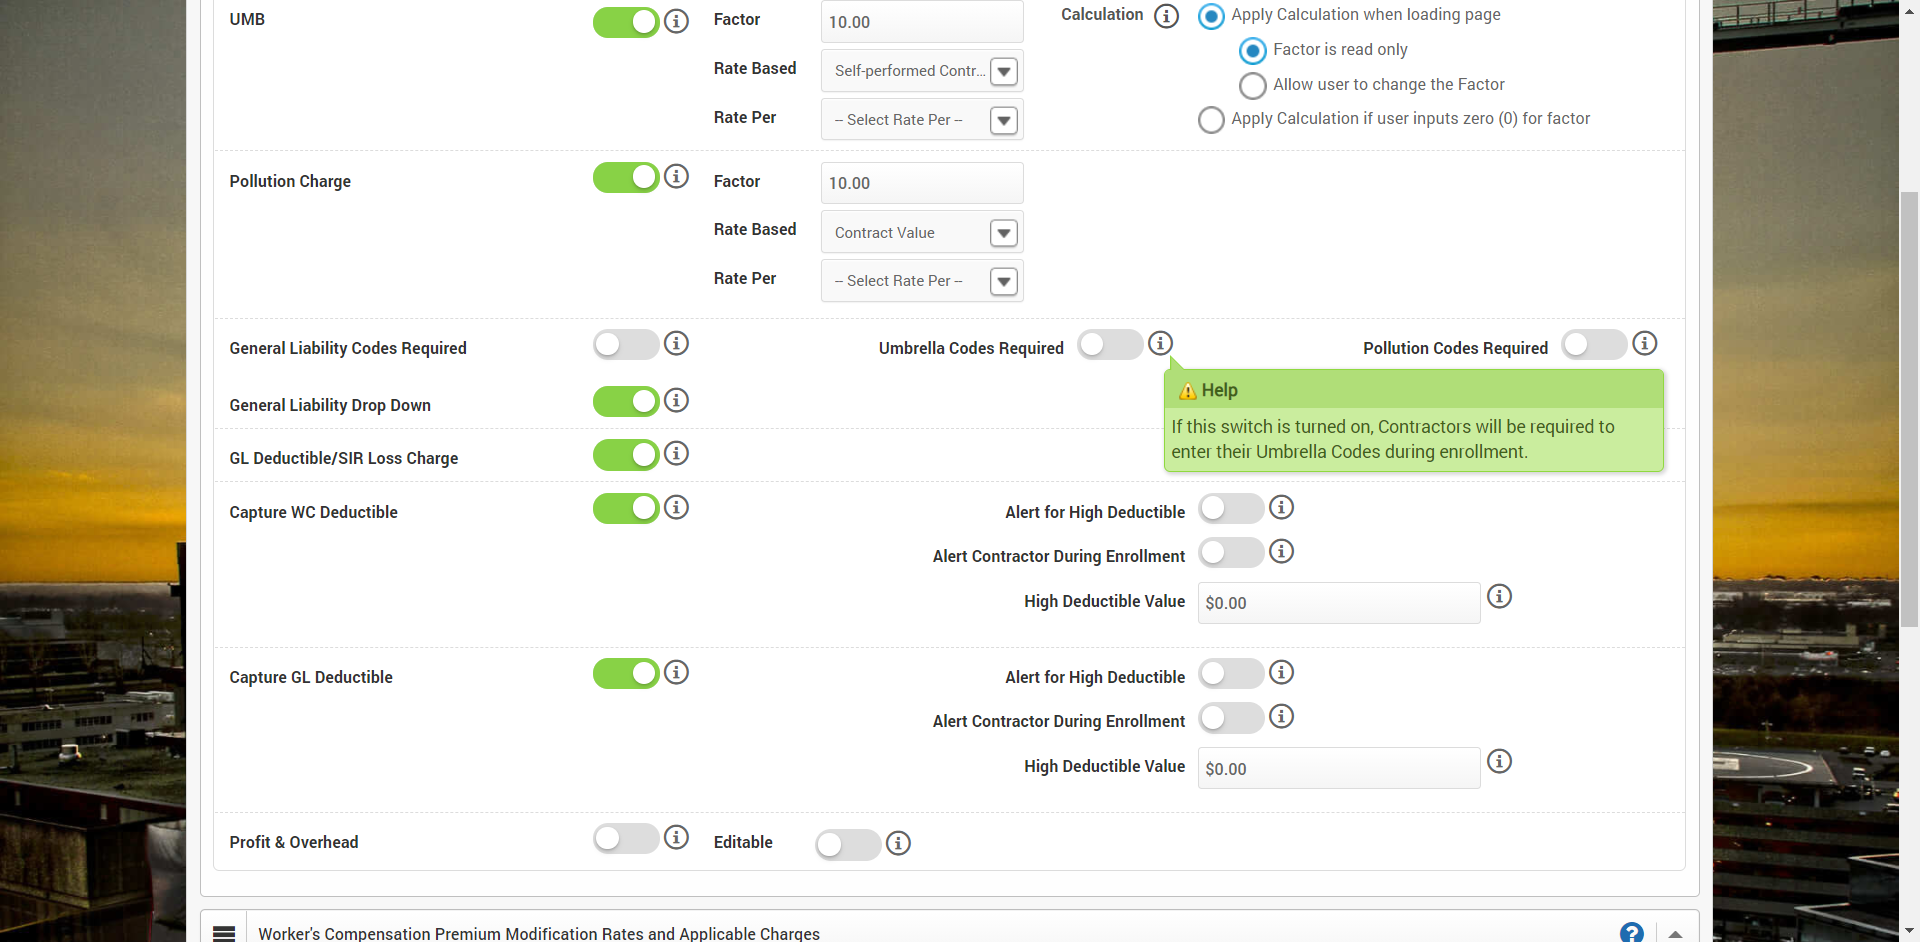 UMB
Factor
10.00
Calculation
Apply Calculation when loading page
Factor is read only
Rate Based
Self-performed Contr...
Allow user to change the Factor
Rate Per
-- Select Rate Per --
Apply Calculation if user inputs zero (0) for factor
Pollution Charge
Factor
10.00
Rate Based
Contract Value
Rate Per
-- Select Rate Per --
General Liability Codes Required
Umbrella Codes Required
Pollution Codes Required
Help
If this switch is turned on, Contractors will be required to
enter their Umbrella Codes during enrollment.
General Liability Drop Down
GL Deductible/SIR Loss Charge
Capture WC Deductible
Alert for High Deductible
Alert Contractor During Enrollment
High Deductible Value
$0.00
Capture GL Deductible
Alert for High Deductible
Alert Contractor During Enrollment
High Deductible Value
$0.00
Profit & Overhead
Editable
Worker's Compensation Premium Modification Rates and Applicable Charges